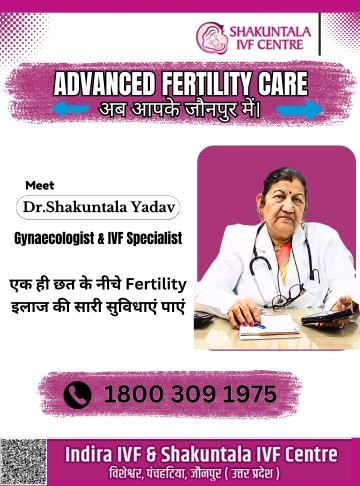 SHAKUNTALA
IVF CENTRE
ADVANCED FERTILITY CARE
अब आपके जौनपुर में।
Meet
Dr.Shakuntala Yadav
Gynaecologist & IVF Specialist
एक ही छत के नीचे Fertility
इलाज की सारी सुविधाएं पाएं
1800 309 1975
Indira IVF & Shakuntala IVF Centre
विशेश्वर, पंचहटिया, जौनपुर ( उत्तर प्रदेश )